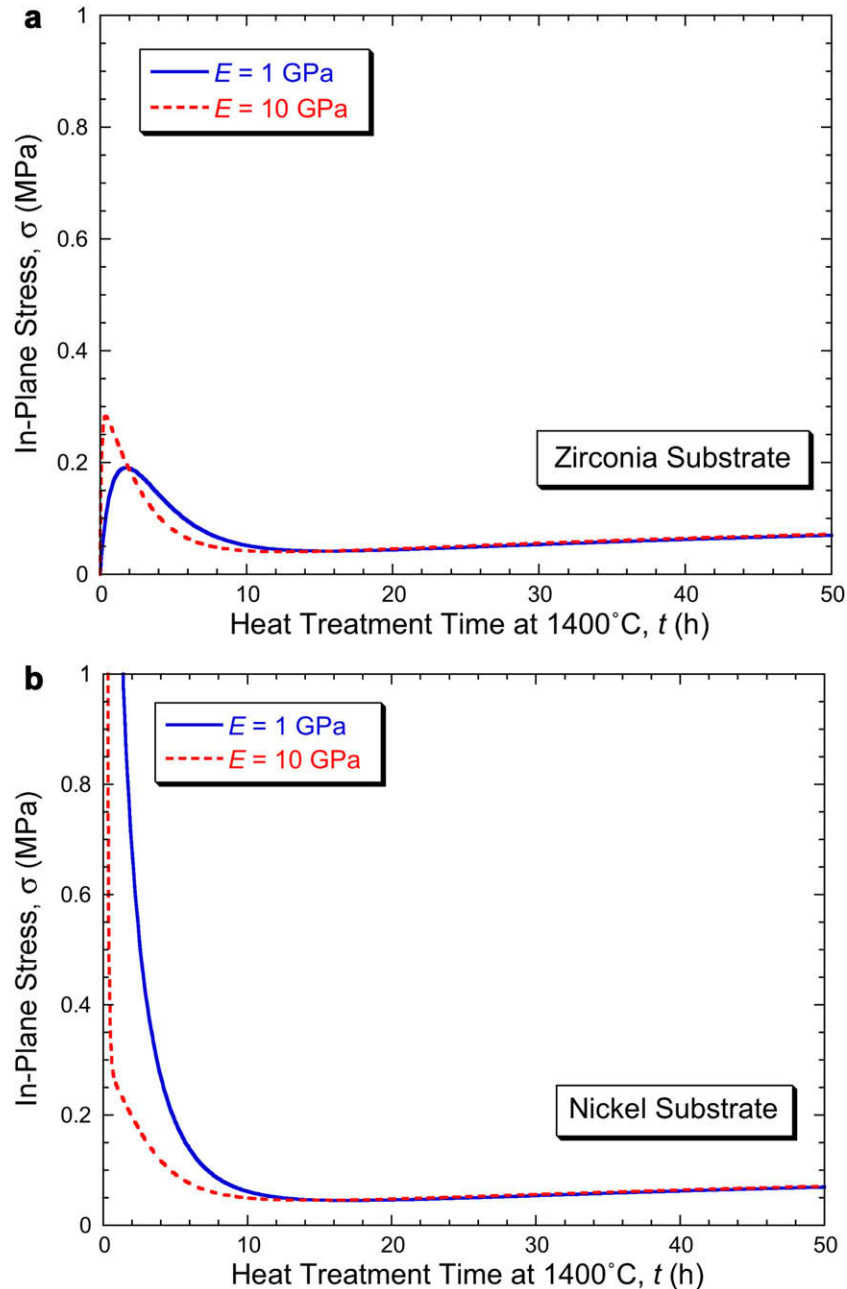 a
1
0.8
0.6
0.4
0.2
0
In-Plane Stress, σ (MPa)
E = 1 GPa
E = 10 GPa
Zirconia Substrate
0 10 20 30 40 50
Heat Treatment Time at 1400˚C, t (h)
b
1
0.8
0.6
0.4
0.2
0
In-Plane Stress, σ (MPa)
E = 1 GPa
E = 10 GPa
Nickel Substrate
0 10 20 30 40 50
Heat Treatment Time at 1400˚C, t (h)